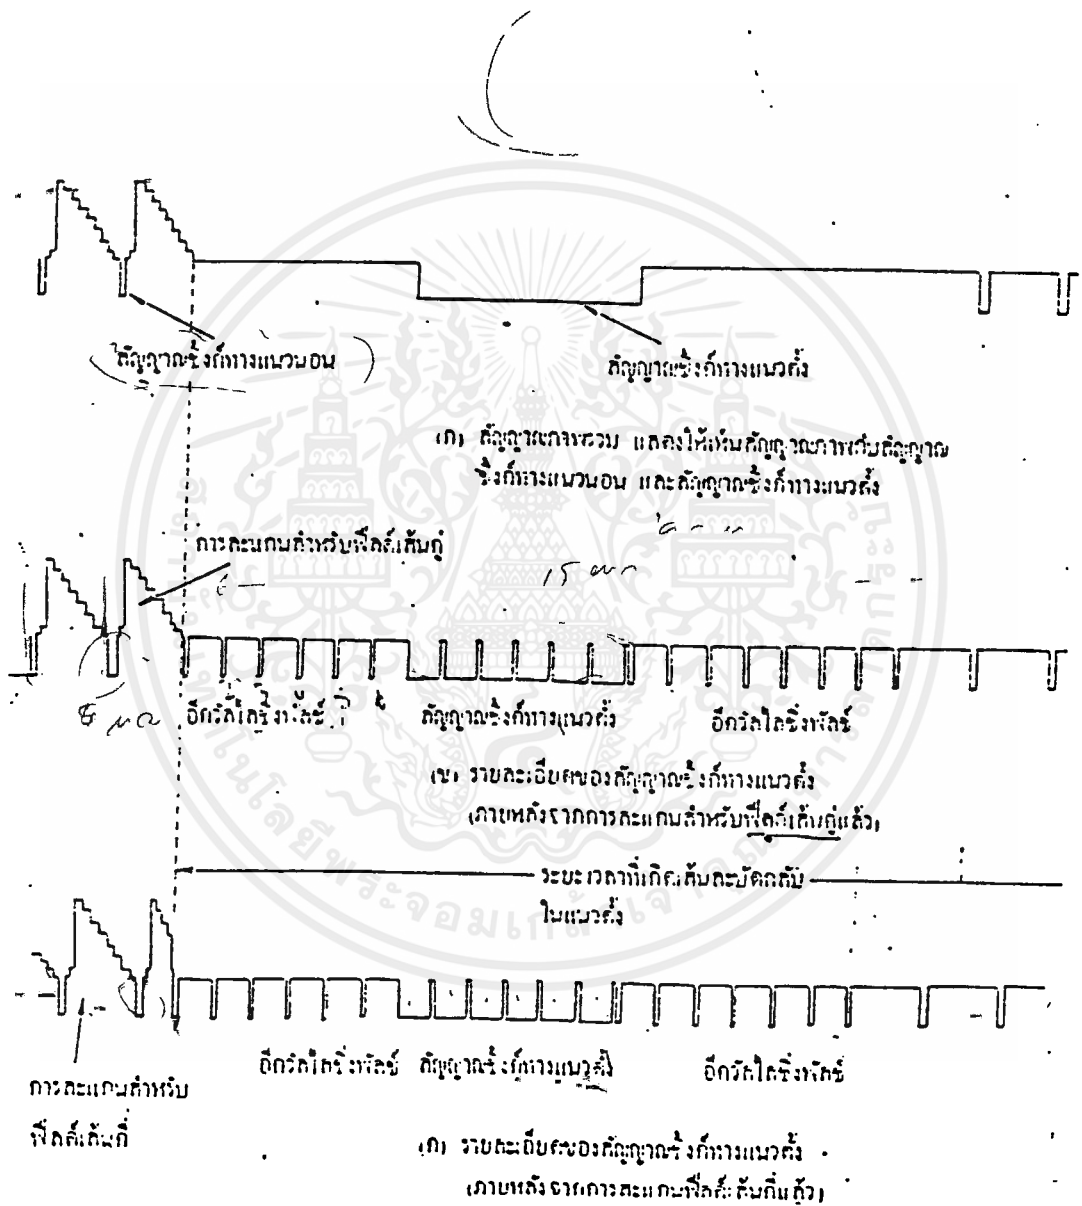 สัญญาณซิ้งก์ทางแนวนอน
สัญญาณซิ้งก์ทางแนวตั้ง
(ก) สัญญาณภาพรวม แสดงให้เห็นสัญญาณภาพกับสัญญาณ
ซิ้งก์ทางแนวนอน และสัญญาณซิ้งก์ทางแนวตั้ง
การสะแกนสำหรับฟีลด์เส้นคู่
15
อีควัลไลซิ่งพัลซ์
สัญญาณซิ้งก์ทางแนวตั้ง
อีควัลไลซิ่งพัลซ์
(ข) รายละเอียดของสัญญาณซิ้งก์ทางแนวตั้ง
(ภายหลังจากการสะแกนสำหรับฟีลด์เส้นคู่แล้ว)
ระยะเวลาที่เกิดเส้นสะบัดกลับ
ในแนวตั้ง
อีควัลไลซิ่งพัลซ์
สัญญาณซิ้งก์ทางแนวตั้ง
อีควัลไลซิ่งพัลซ์
การสะแกนสำหรับ
ฟีลด์เส้นคี่
(ค) รายละเอียดของสัญญาณซิ้งก์ทางแนวตั้ง
(ภายหลังจากการสะแกนฟีลด์เส้นคี่แล้ว)